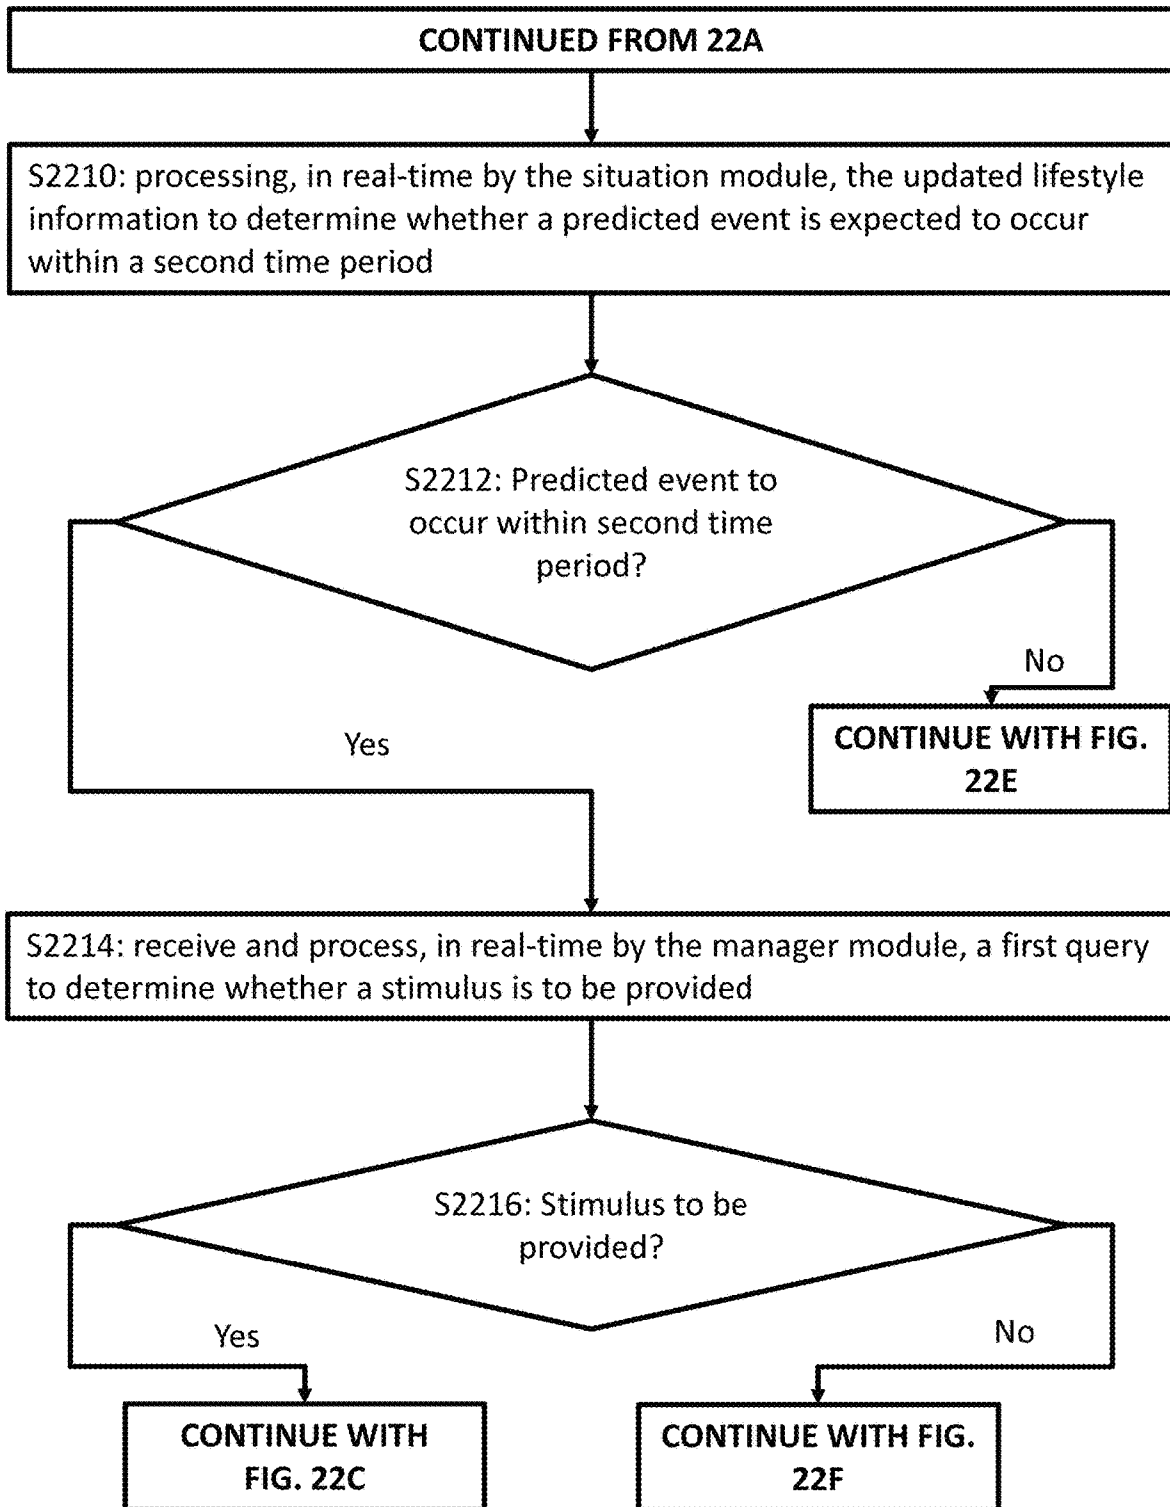 CONTINUED FROM 22A
S2210: processing, in real-time by the situation module, the updated lifestyle
information to determine whether a predicted event is expected to occur
within a second time period
S2212: Predicted event to
occur within second time
period?
No
CONTINUE WITH FIG.
22E
Yes
S2214: receive and process, in real-time by the manager module, a first query
to determine whether a stimulus is to be provided
S2216: Stimulus to be
provided?
Yes
No
CONTINUE WITH
FIG. 22C
CONTINUE WITH FIG.
22F